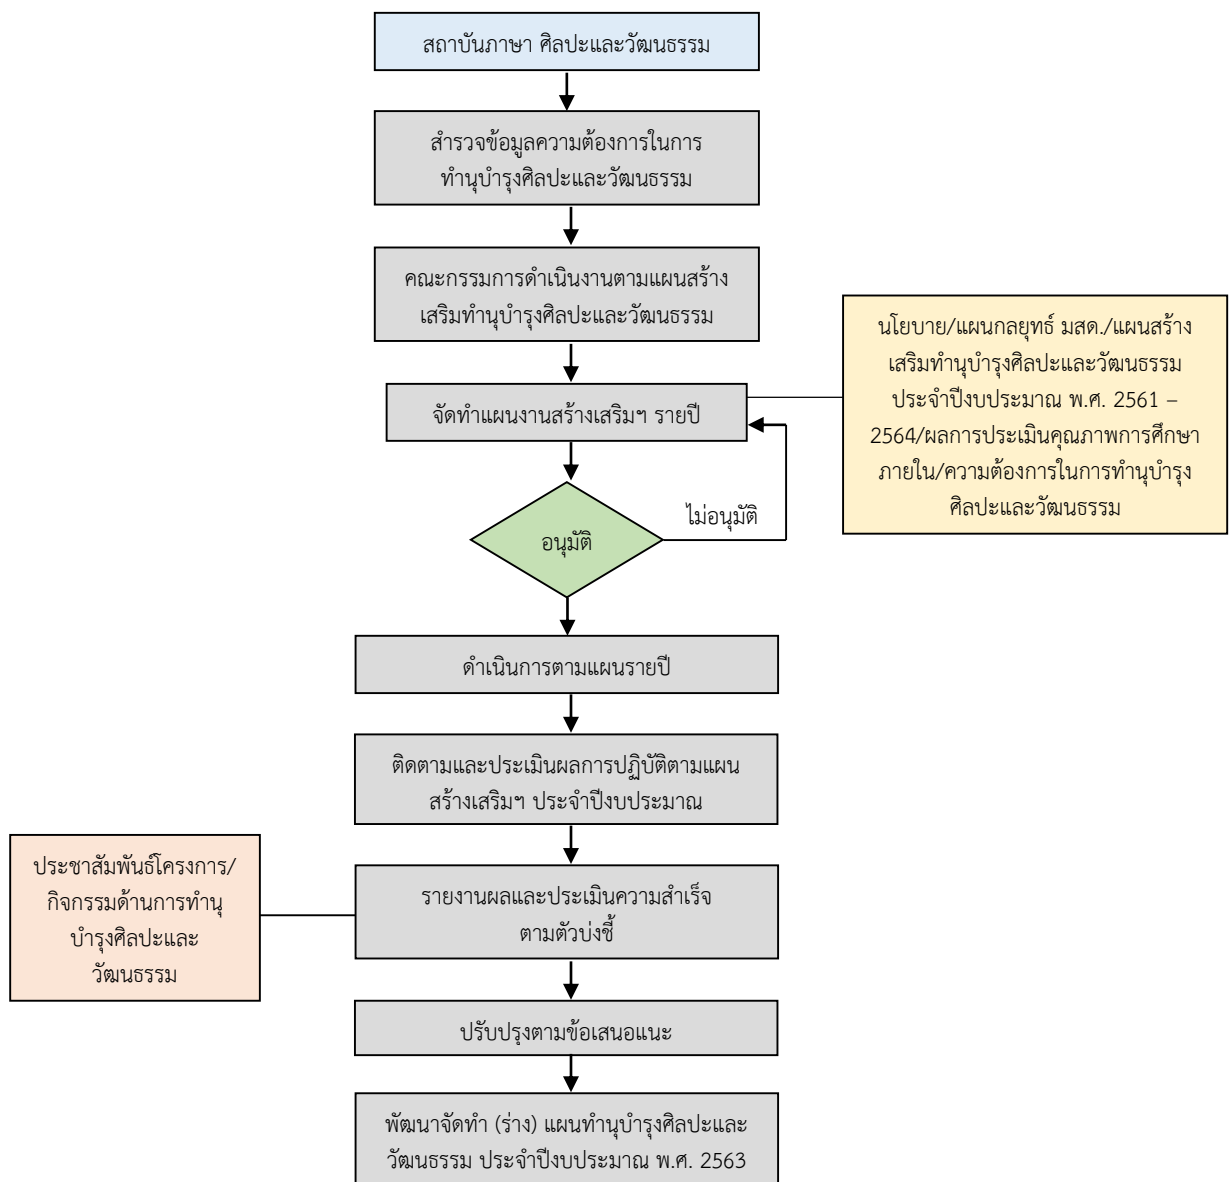 สถาบันภาษา ศิลปะและวัฒนธรรม
สำรวจข้อมูลความต้องการในการ
ทำนุบำรุงศิลปะและวัฒนธรรม
คณะกรรมการดำเนินงานตามแผนสร้าง
เสริมทำนุบำรุงศิลปะและวัฒนธรรม
จัดทำแผนงานสร้างเสริมฯ รายปี
นโยบาย/แผนกลยุทธ์ มสด./แผนสร้าง
เสริมทำนุบำรุงศิลปะและวัฒนธรรม
ประจำปีงบประมาณ พ.ศ. 2561 –
2564/ผลการประเมินคุณภาพการศึกษา
ภายใน/ความต้องการในการทำนุบำรุง
ศิลปะและวัฒนธรรม
ไม่อนุมัติ
อนุมัติ
ดำเนินการตามแผนรายปี
ติดตามและประเมินผลการปฏิบัติตามแผน
สร้างเสริมฯ ประจำปีงบประมาณ
ประชาสัมพันธ์โครงการ/
กิจกรรมด้านการทำนุ
บำรุงศิลปะและ
วัฒนธรรม
รายงานผลและประเมินความสำเร็จ
ตามตัวบ่งชี้
ปรับปรุงตามข้อเสนอแนะ
พัฒนาจัดทำ (ร่าง) แผนทำนุบำรุงศิลปะและ
วัฒนธรรม ประจำปีงบประมาณ พ.ศ. 2563